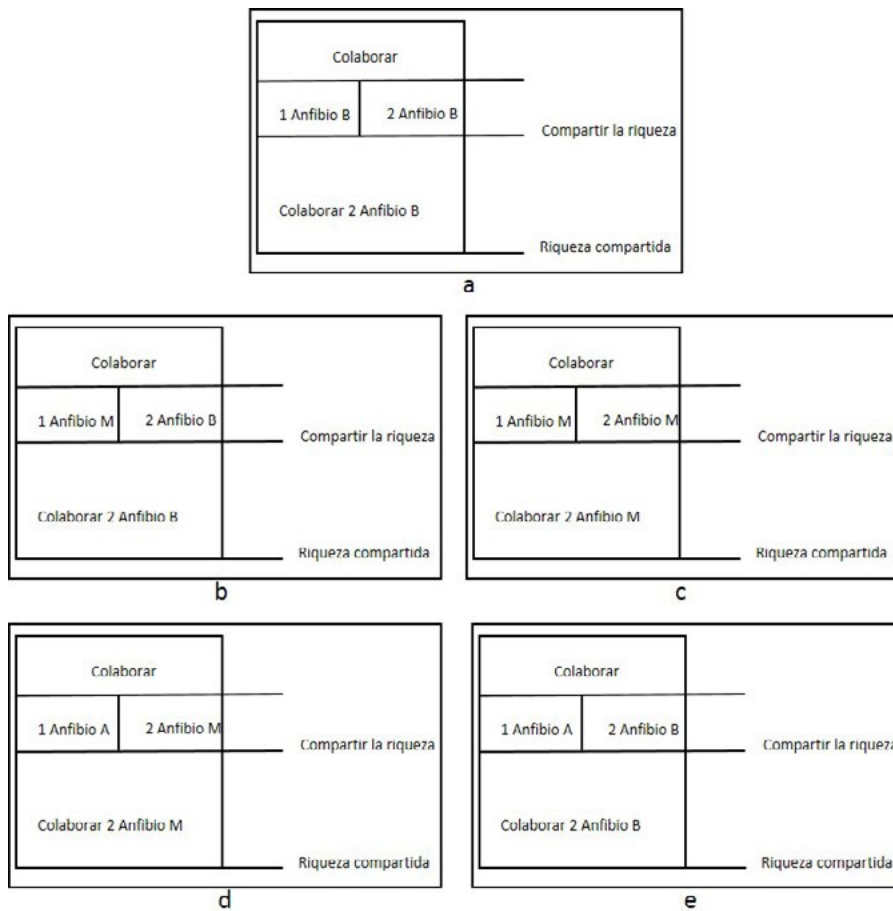 Colaborar
1 Anfibio B 2 Anfibio B
Compartir la riqueza
Colaborar 2 Anfibio B
Riqueza compartida
a
Colaborar
1 Anfibio M 2 Anfibio B
Compartir la riqueza
Colaborar 2 Anfibio B
Riqueza compartida
b
Colaborar
1 Anfibio M 2 Anfibio M
Compartir la riqueza
Colaborar 2 Anfibio M
Riqueza compartida
c
Colaborar
1 Anfibio A 2 Anfibio M
Compartir la riqueza
Colaborar 2 Anfibio M
Riqueza compartida
d
Colaborar
1 Anfibio A 2 Anfibio B
Compartir la riqueza
Colaborar 2 Anfibio B
Riqueza compartida
e